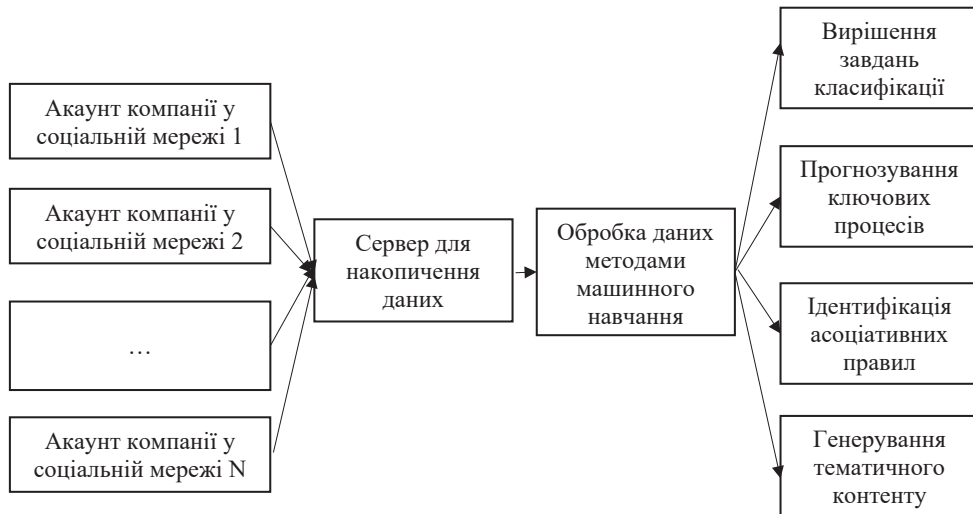 Акаунт компанії у
соціальній мережі 1
Акаунт компанії у
соціальній мережі 2
…
Акаунт компанії у
соціальній мережі N
Сервер для
накопичення
даних
Обробка даних
методами
машинного
навчання
Вирішення
завдань
класифікації
Прогнозування
ключових
процесів
Ідентифікація
асоціативних
правил
Генерування
тематичного
контенту